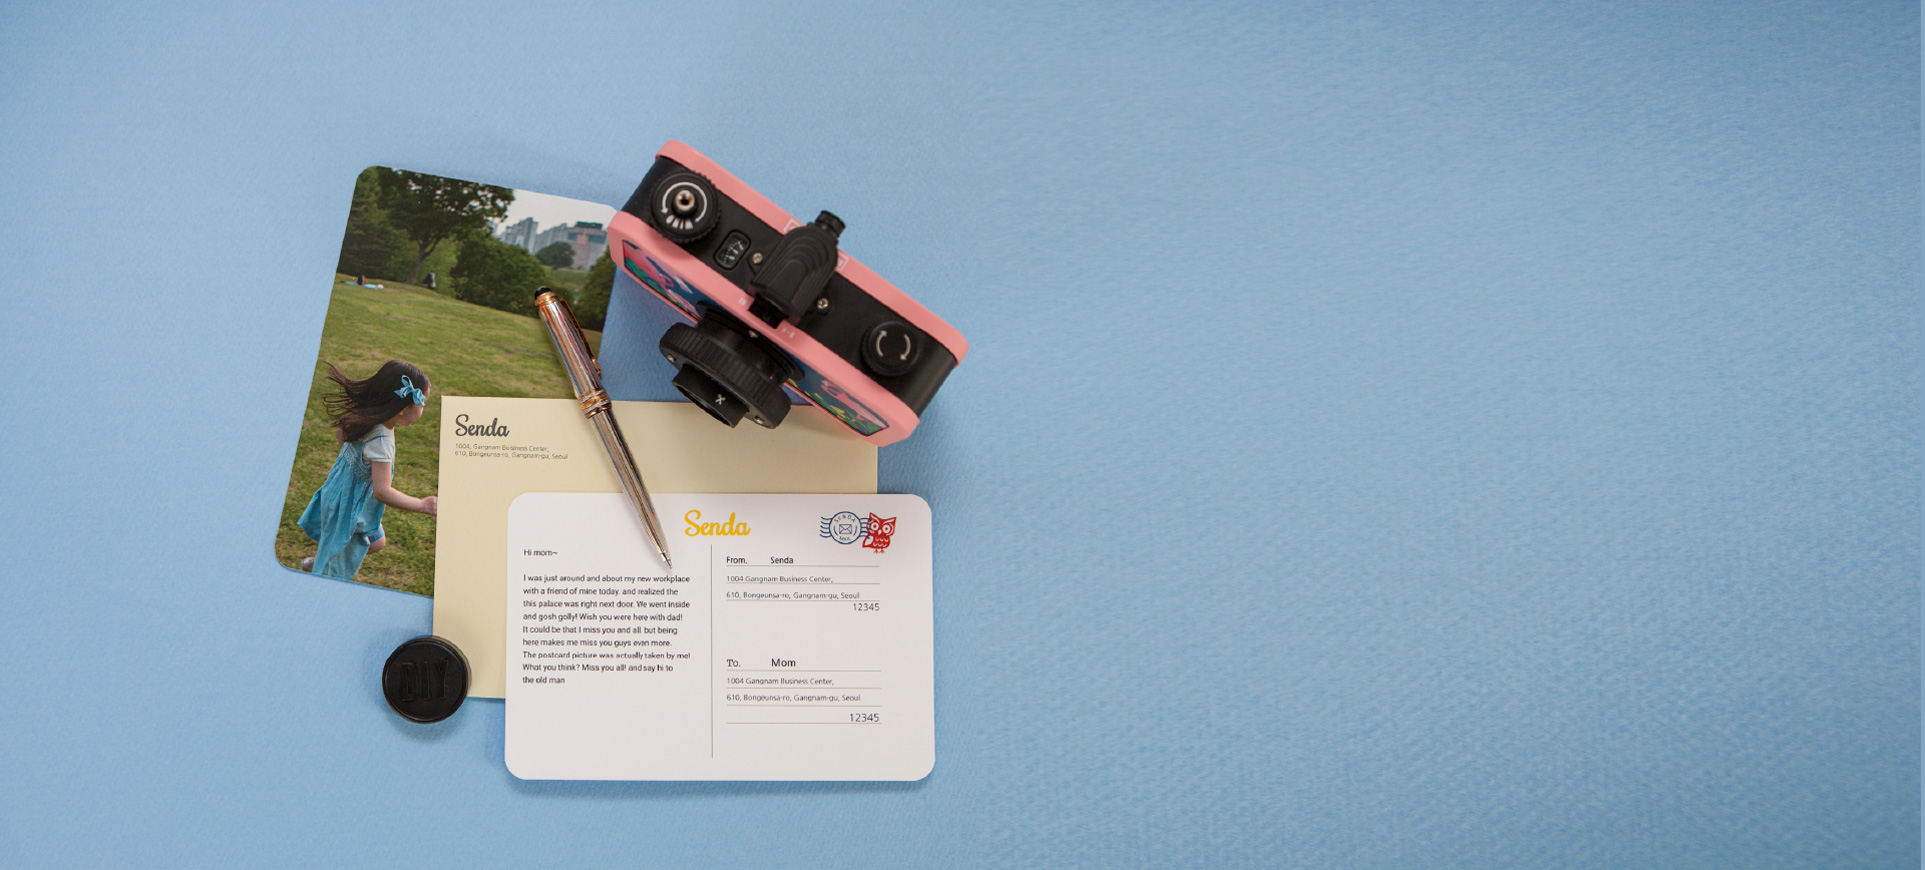 Senda
1004, Gangnam Business Center,
610, Bongeunsa-ro, Gangnam-gu, Seoul
Senda
SENDA
Hi mom~
I was just around and about my new workplace
with a friend of mine today. and realized the
this palace was right next door. We went inside
and gosh golly! Wish you were here with dad!
It could be that I miss you and all but being
here makes me miss you guys even more.
The postcard picture was actually taken by me!
What you think? Miss you all! and say hi to
the old man
From. Senda
1004 Gangnam Business Center,
610, Bongeunsa-ro, Gangnam-gu, Seoul
12345
To. Mom
1004 Gangnam Business Center,
610, Bongeunsa-ro, Gangnam-gu, Seoul
12345
DIY